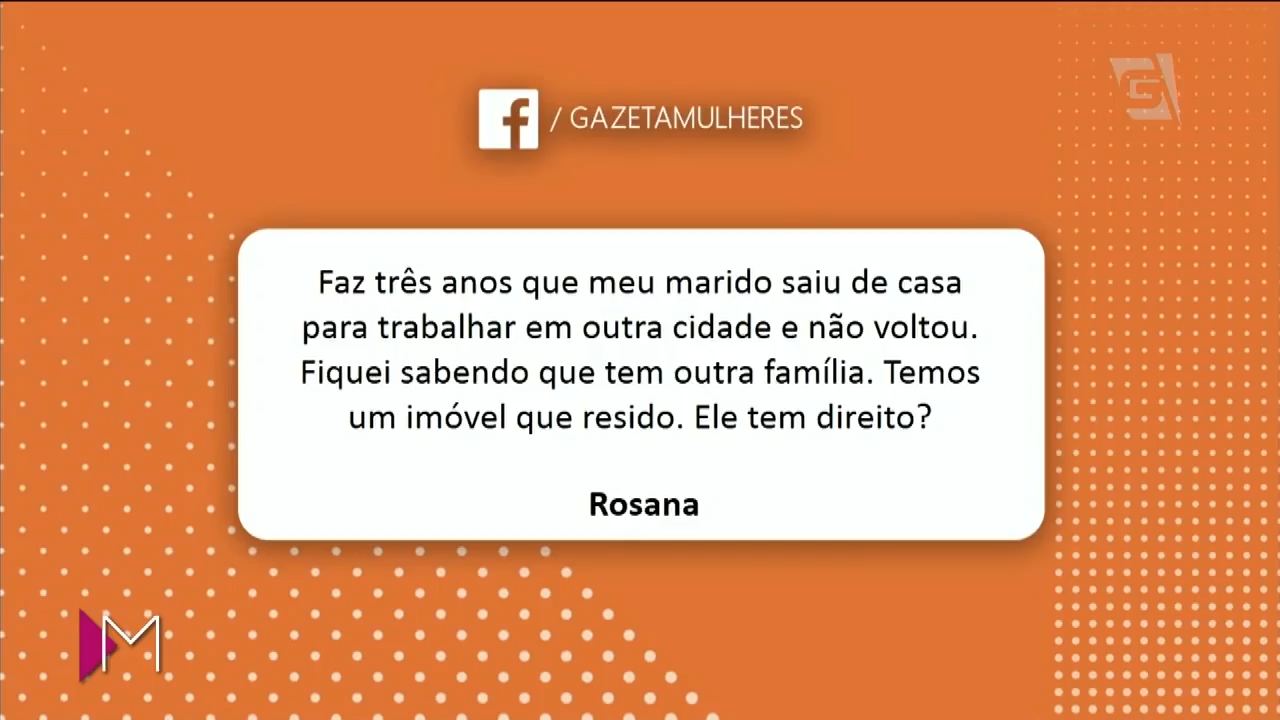 f / GAZETAMULHERES
Faz três anos que meu marido saiu de casa
para trabalhar em outra cidade e não voltou.
Fiquei sabendo que tem outra família. Temos
um imóvel que resido. Ele tem direito?
Rosana
G
M